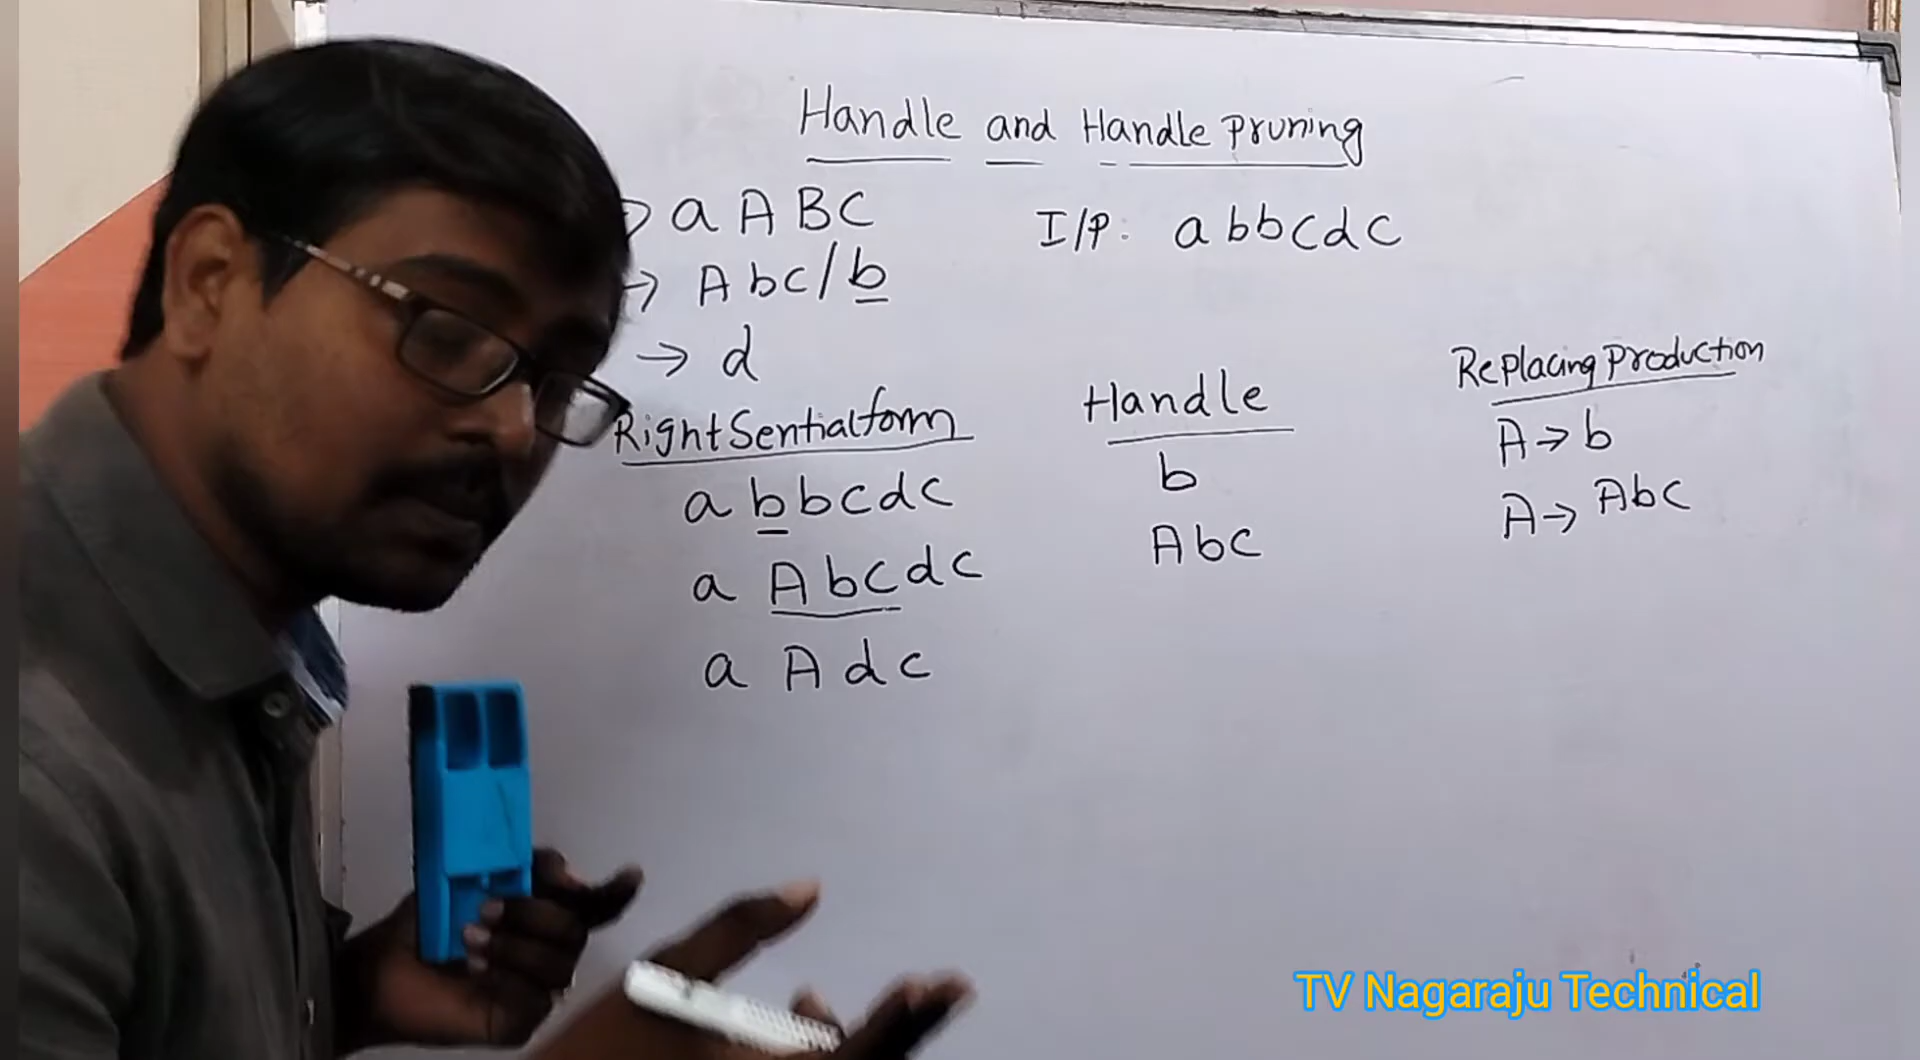 Handle and Handle Pruning
→ a A B C
I/P: a b b c d c
→ A b c / b
→ d
Right Sentialform
Handle
Replacing Production
a b b c d c
b
A → b
a A b c d c
A b c
A → A b c
a A d c
TV Nagaraju Technical